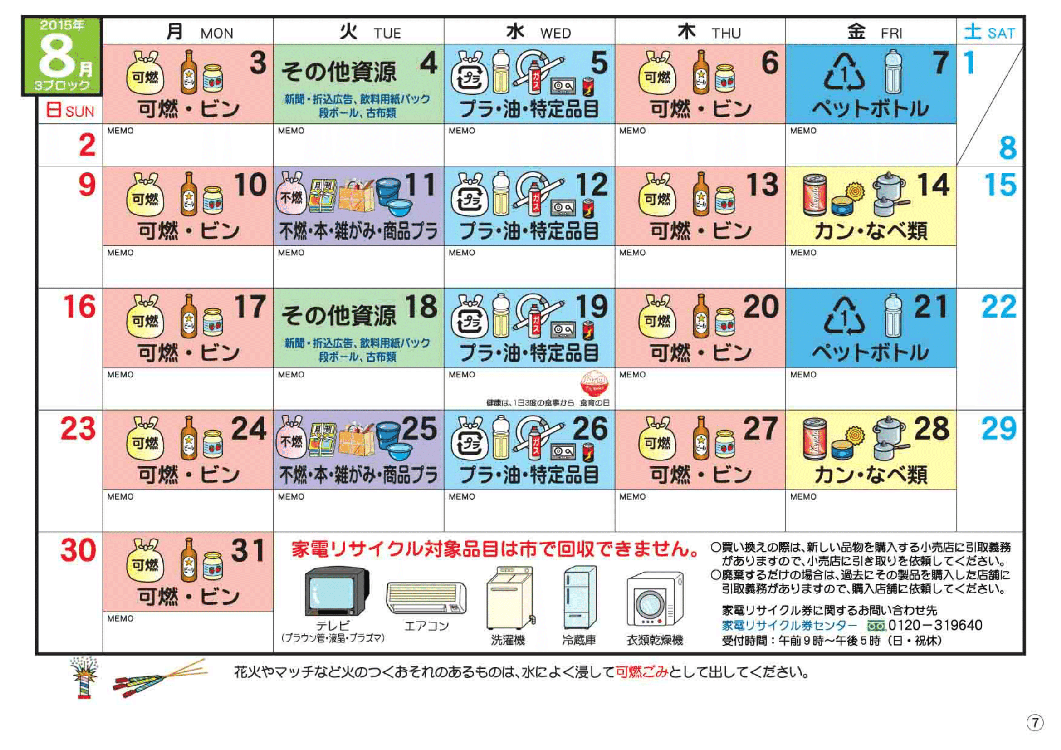 2015年
8月
3ブロック
日 SUN
月 MON
火 TUE
水 WED
木 THU
金 FRI
土 SAT
1
2
可燃
3
可燃・ビン
MEMO
その他資源 4
新聞・折込広告、飲料用紙パック
段ボール、古布類
MEMO
プラ
ガス
5
プラ・油・特定品目
MEMO
可燃
6
可燃・ビン
MEMO
1
7
ペットボトル
MEMO
8
9
可燃
10
可燃・ビン
MEMO
不燃
月刊
11
不燃・本・雑がみ・商品プラ
MEMO
プラ
ガス
12
プラ・油・特定品目
MEMO
可燃
13
可燃・ビン
MEMO
14
カン・なべ類
MEMO
15
16
可燃
17
可燃・ビン
MEMO
その他資源 18
新聞・折込広告、飲料用紙パック
段ボール、古布類
MEMO
プラ
ガス
19
プラ・油・特定品目
MEMO
健康は、1日3度の食事から 食育の日
可燃
20
可燃・ビン
MEMO
1
21
ペットボトル
MEMO
22
23
可燃
24
可燃・ビン
MEMO
不燃
月刊
25
不燃・本・雑がみ・商品プラ
MEMO
プラ
ガス
26
プラ・油・特定品目
MEMO
可燃
27
可燃・ビン
MEMO
28
カン・なべ類
MEMO
29
30
可燃
31
可燃・ビン
MEMO
家電リサイクル対象品目は市で回収できません。
テレビ
(ブラウン管・液晶・プラズマ)
エアコン
洗濯機
冷蔵庫
衣類乾燥機
○買い換えの際は、新しい品物を購入する小売店に引取義務
がありますので、小売店に引き取りを依頼してください。
○廃棄するだけの場合は、過去にその製品を購入した店舗に
引取義務がありますので、購入店舗に依頼してください。
家電リサイクル券に関するお問い合わせ先
家電リサイクル券センター 0120-319640
受付時間：午前9時～午後5時（日・祝休）
花火やマッチなど火のつくおそれのあるものは、水によく浸して可燃ごみとして出してください。
⑦